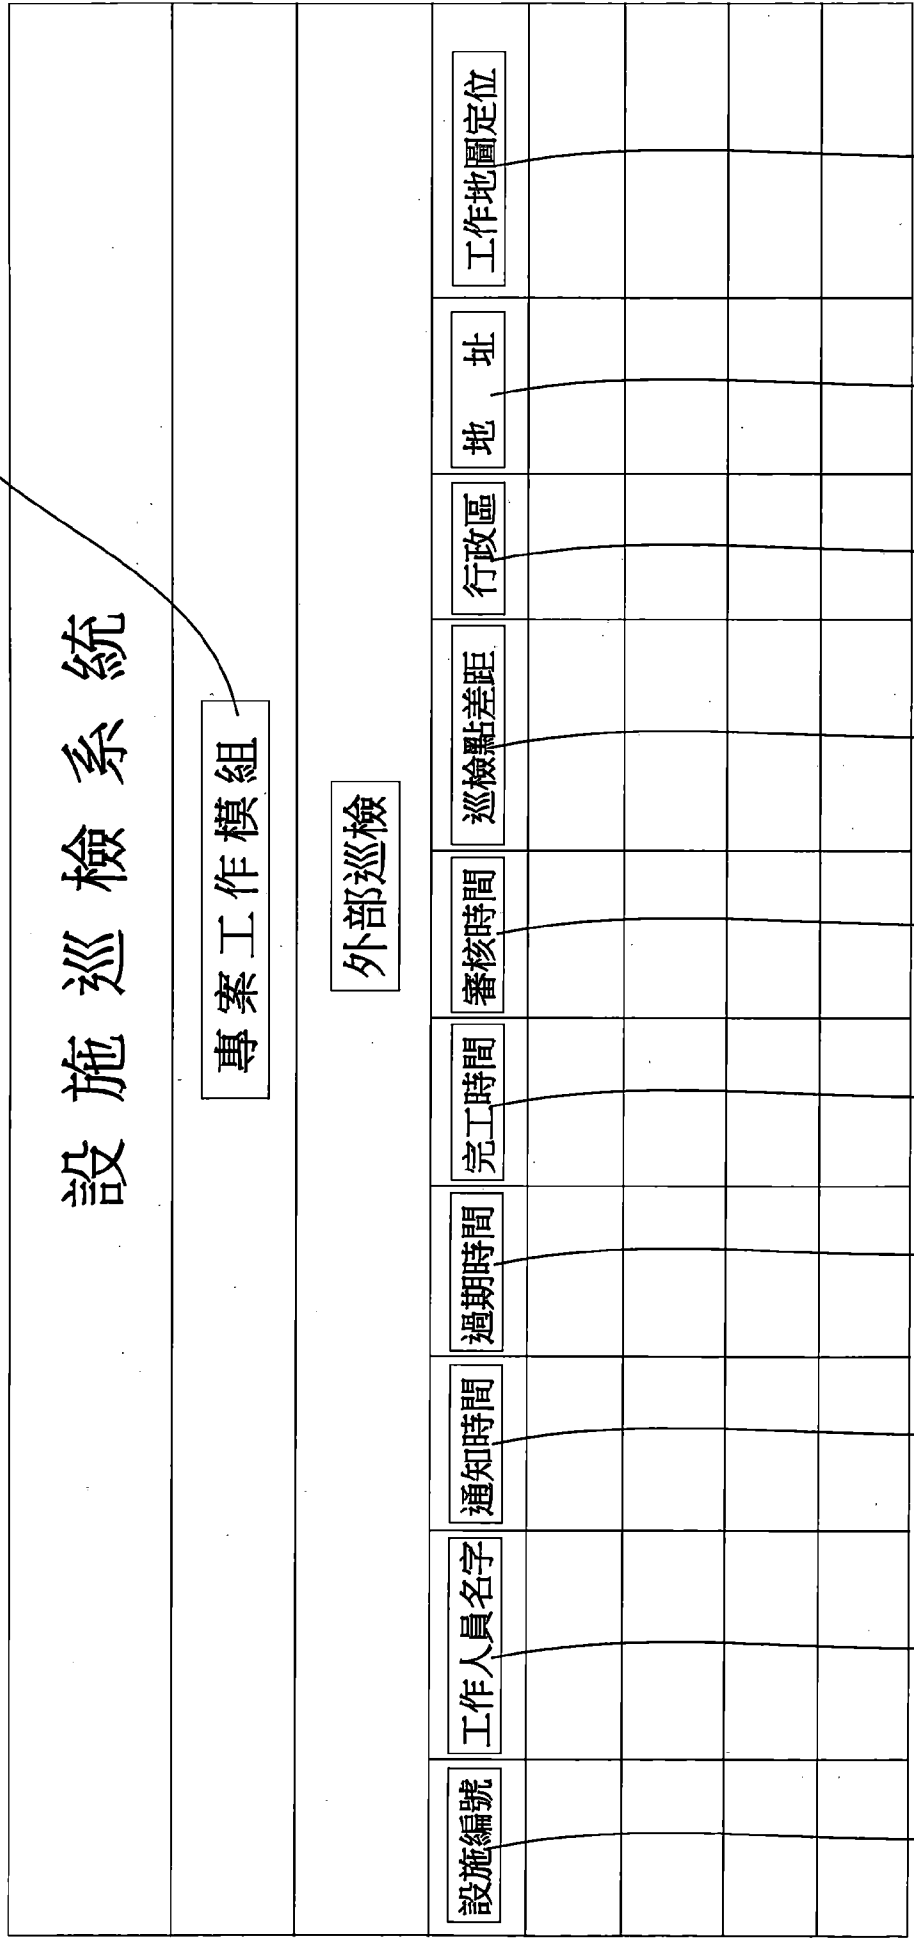 設施巡檢系統
專案工作模組
外部巡檢
設施編號 工作人員名字 通知時間 過期時間 完工時間 審核時間 巡檢點差距 行政區 地址 工作地圖定位